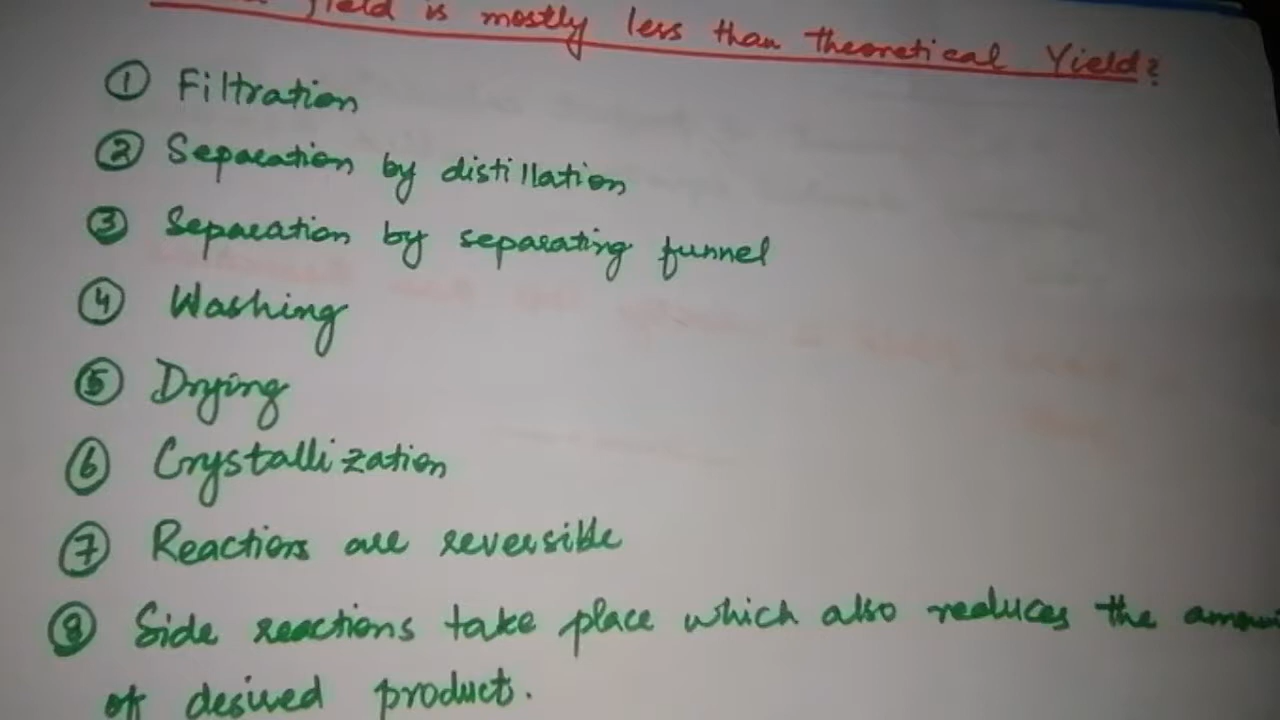 yield is mostly less than theoretical Yield?
① Filtration
② Separation by distillation
③ Separation by separating funnel
④ Washing
⑤ Drying
⑥ Crystallization
⑦ Reactions are reversible
⑧ Side reactions take place which also reduces the amou
of desired product.